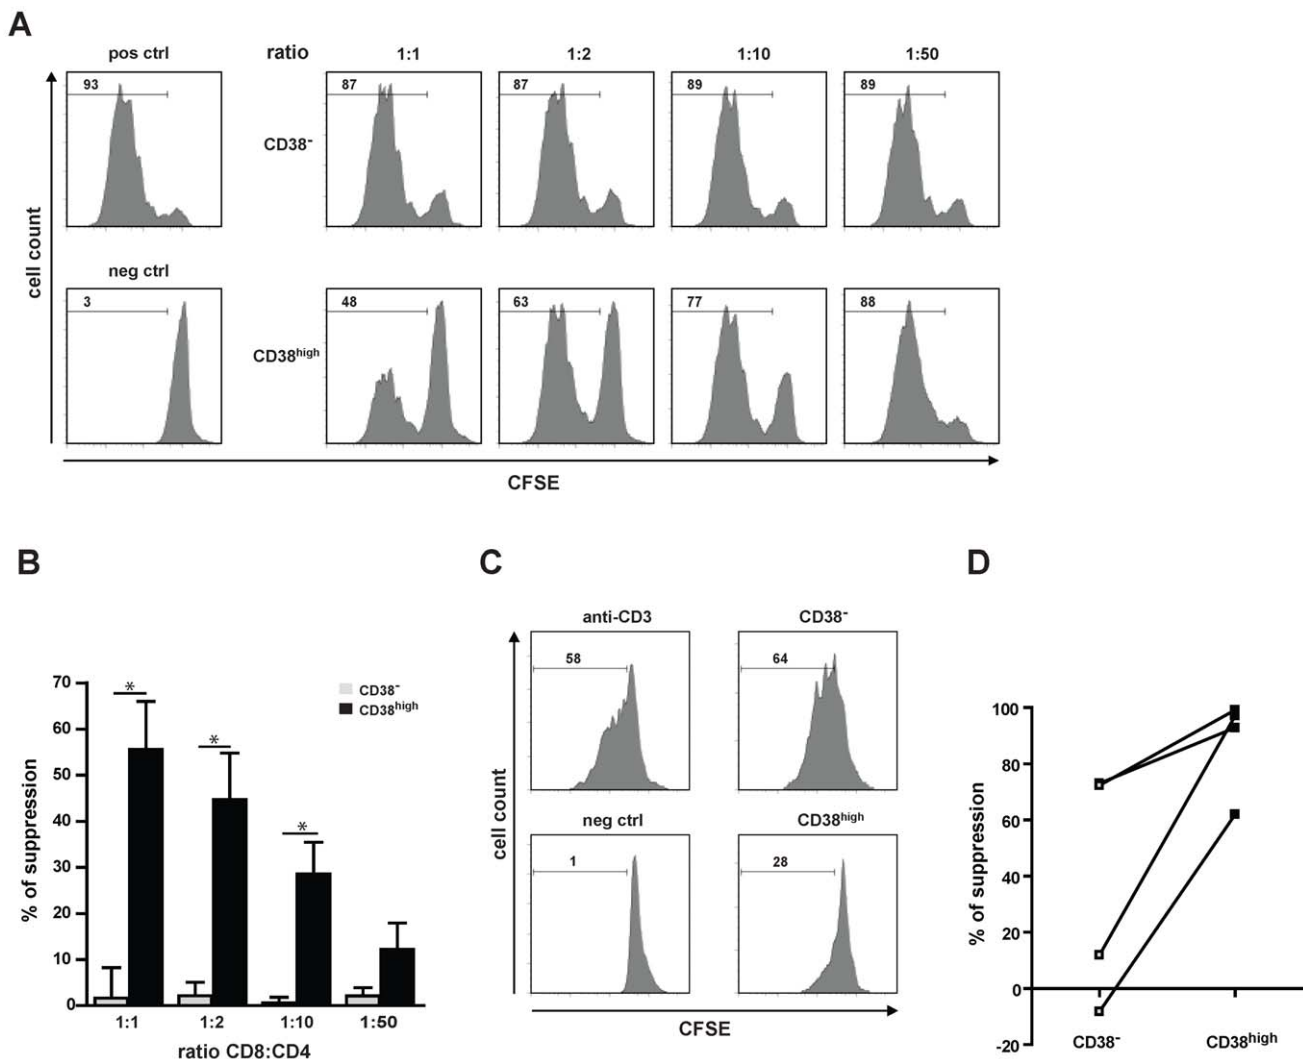 A
pos ctrl ratio 1:1 1:2 1:10 1:50
93 87 87 89 89
CD38-
cell count
neg ctrl
3 48 63 77 88
CD38high
CFSE
B C D
anti-CD3 CD38-
58 64
cell count
neg ctrl CD38high
1 28
CFSE
% of suppression
70
60
50
40
30
20
10
0
* * *
CD38-
CD38high
1:1 1:2 1:10 1:50
ratio CD8:CD4
% of suppression
100
80
60
40
20
0
-20
CD38- CD38high